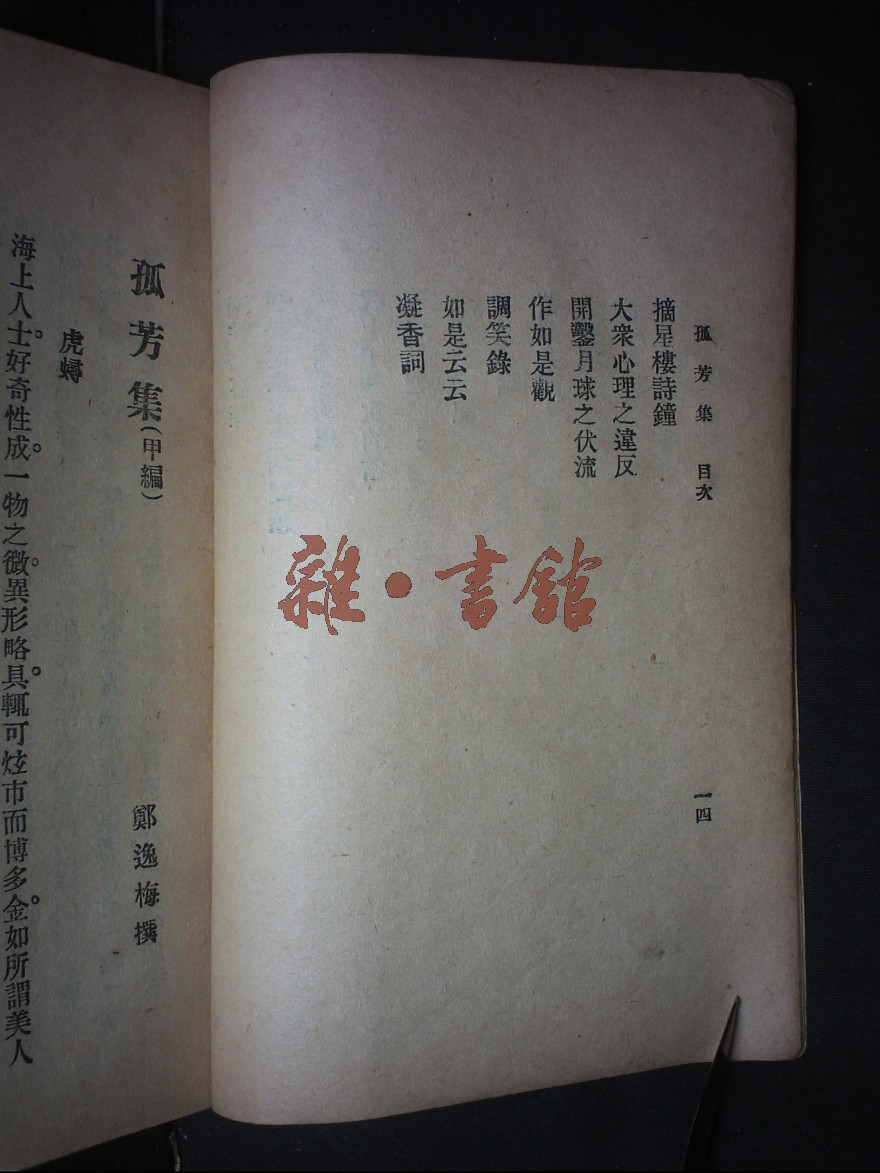 孤芳集 目次
一四
摘星樓詩鐘
大衆心理之違反
開鑿月球之伏流
作如是觀
調笑錄
如是云云
凝香詞
雜·書館
孤芳集(甲編)
鄭逸梅撰
虎蟳
海上人士。好奇性成。一物之微。異形略具。輒可炫市而博多金。如所謂美人